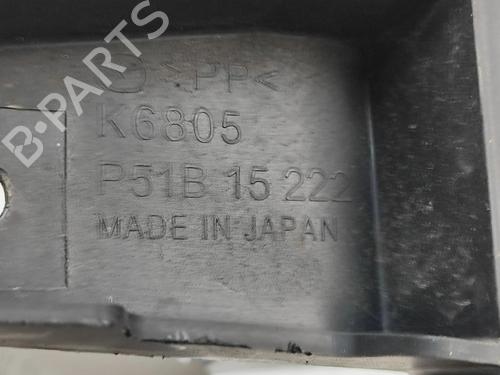 >PP<
K6805
P51B 15 222
MADE IN JAPAN
B-PARTS